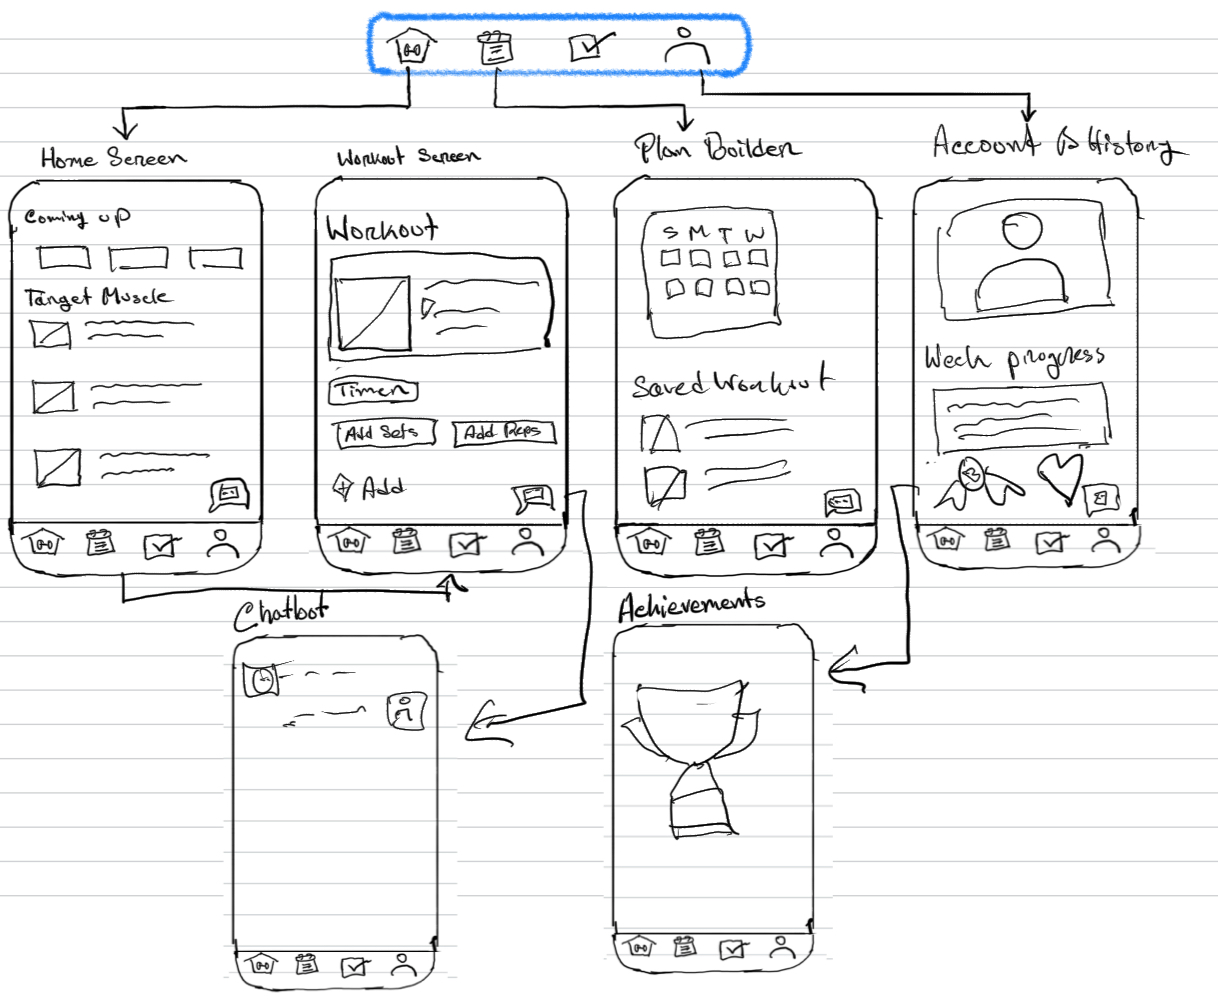 Home Screen
Workout Screen
Plan Builder
Account & History
Coming up
Target Muscle
Workout
Timer
Add Sets
Add Reps
Add
S M T W
Saved Workout
Week progress
Chatbot
Achievements